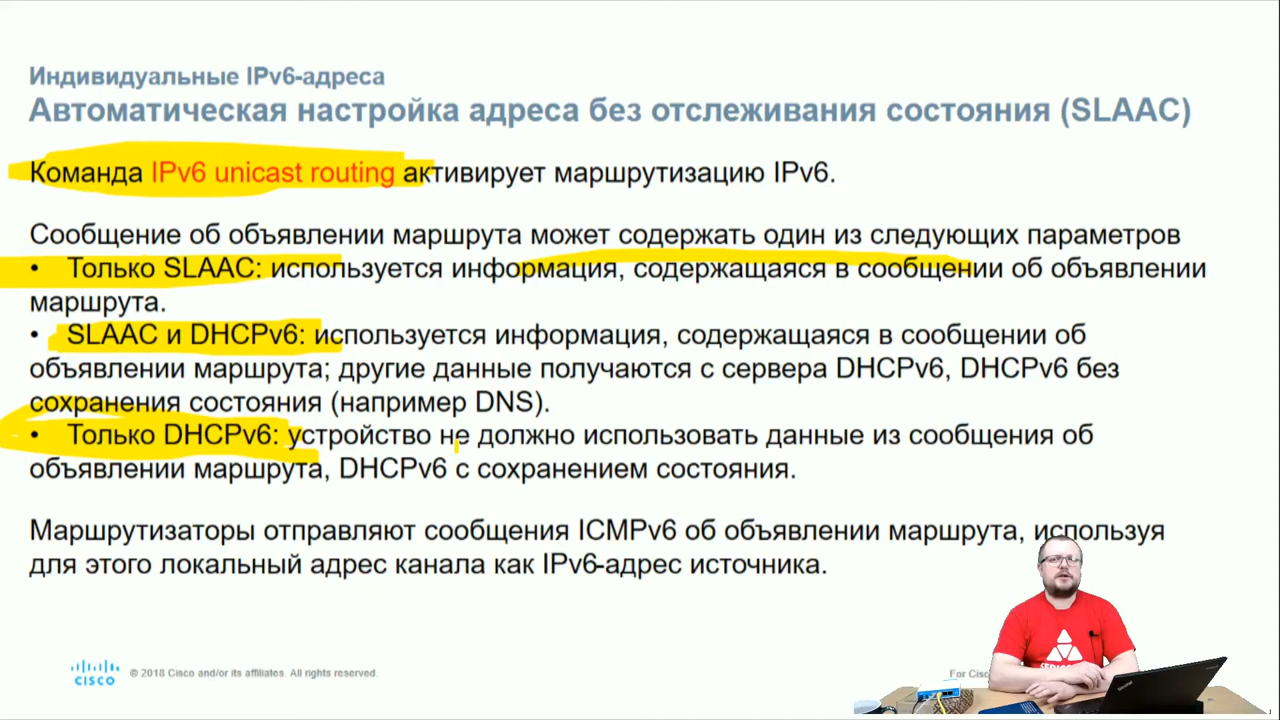 Индивидуальные IPv6-адреса
Автоматическая настройка адреса без отслеживания состояния (SLAAC)
Команда IPv6 unicast routing активирует маршрутизацию IPv6.
Сообщение об объявлении маршрута может содержать один из следующих параметров
• Только SLAAC: используется информация, содержащаяся в сообщении об объявлении
маршрута.
• SLAAC и DHCPv6: используется информация, содержащаяся в сообщении об
объявлении маршрута; другие данные получаются с сервера DHCPv6, DHCPv6 без
сохранения состояния (например DNS).
• Только DHCPv6: устройство не должно использовать данные из сообщения об
объявлении маршрута, DHCPv6 с сохранением состояния.
Маршрутизаторы отправляют сообщения ICMPv6 об объявлении маршрута, используя
для этого локальный адрес канала как IPv6-адрес источника.
CISCO
© 2018 Cisco and/or its affiliates. All rights reserved.
For